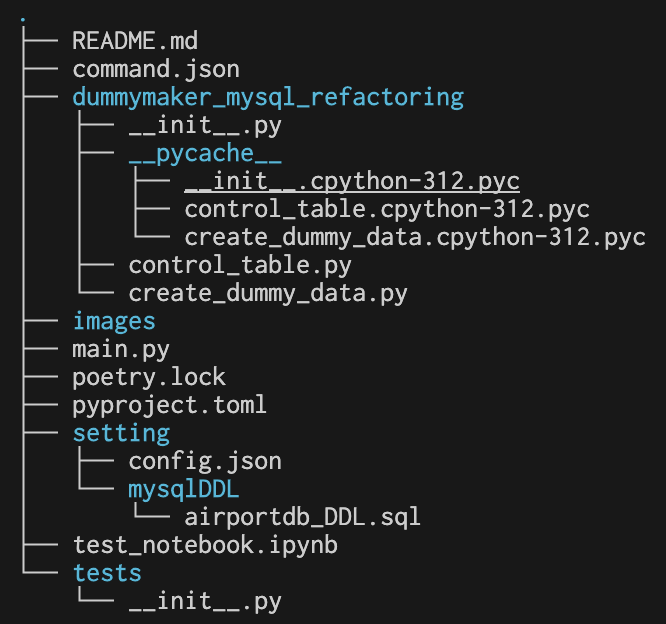 .
├── README.md
├── command.json
├── dummymaker_mysql_refactoring
│   ├── __init__.py
│   ├── __pycache__
│   │   ├── __init__.cpython-312.pyc
│   │   ├── control_table.cpython-312.pyc
│   │   └── create_dummy_data.cpython-312.pyc
│   ├── control_table.py
│   └── create_dummy_data.py
├── images
├── main.py
├── poetry.lock
├── pyproject.toml
├── setting
│   ├── config.json
│   └── mysqlDDL
│       └── airportdb_DDL.sql
├── test_notebook.ipynb
└── tests
    └── __init__.py